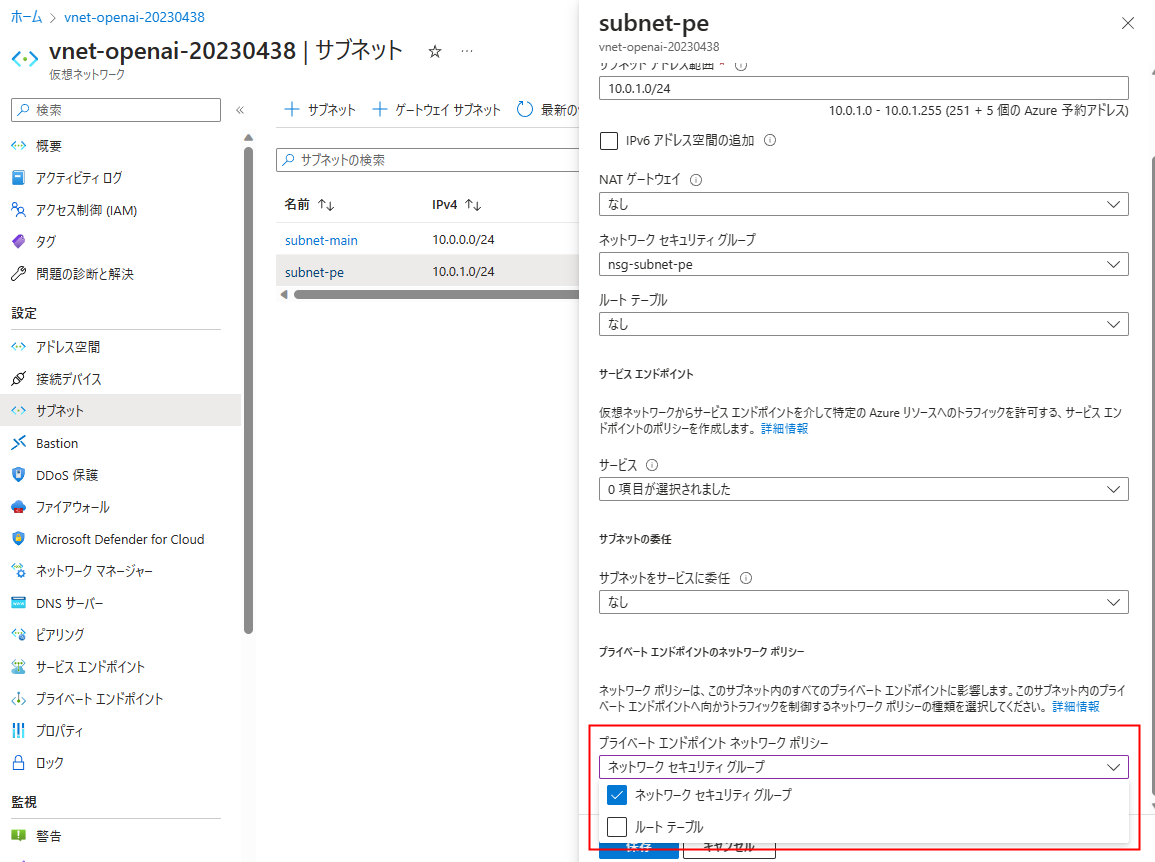 ホーム > vnet-openai-20230438
vnet-openai-20230438 | サブネット ☆ …
仮想ネットワーク
検索 «
概要
アクティビティ ログ
アクセス制御 (IAM)
タグ
問題の診断と解決
設定
アドレス空間
接続デバイス
サブネット
Bastion
DDoS 保護
ファイアウォール
Microsoft Defender for Cloud
ネットワーク マネージャー
DNS サーバー
ピアリング
サービス エンドポイント
プライベート エンドポイント
プロパティ
ロック
監視
警告
+ サブネット + ゲートウェイ サブネット 最新の
サブネットの検索
名前 ↑↓ IPv4 ↑↓
subnet-main 10.0.0.0/24
subnet-pe 10.0.1.0/24
subnet-pe
vnet-openai-20230438
サブネット アドレス範囲 *
10.0.1.0/24
10.0.1.0 - 10.0.1.255 (251 + 5 個の Azure 予約アドレス)
IPv6 アドレス空間の追加
NAT ゲートウェイ
なし
ネットワーク セキュリティ グループ
nsg-subnet-pe
ルート テーブル
なし
サービス エンドポイント
仮想ネットワークからサービス エンドポイントを介して特定の Azure リソースへのトラフィックを許可する、サービス エン
ドポイントのポリシーを作成します。 詳細情報
サービス
0 項目が選択されました
サブネットの委任
サブネットをサービスに委任
なし
プライベート エンドポイントのネットワーク ポリシー
ネットワーク ポリシーは、このサブネット内のすべてのプライベート エンドポイントに影響します。このサブネット内のプライ
ベート エンドポイントへ向かうトラフィックを制御するネットワーク ポリシーの種類を選択してください。 詳細情報
プライベート エンドポイント ネットワーク ポリシー
ネットワーク セキュリティ グループ
ネットワーク セキュリティ グループ
ルート テーブル
保存 キャンセル